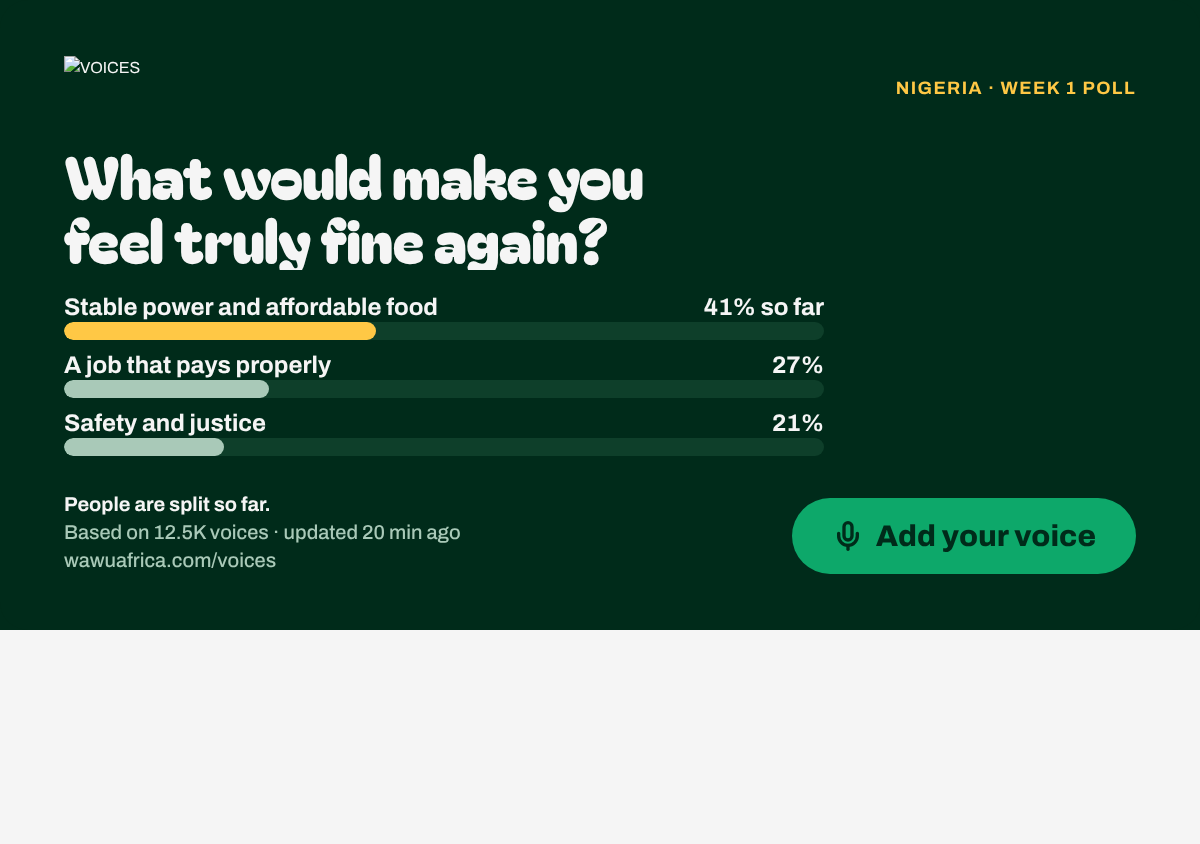 VOICES
NIGERIA · WEEK 1 POLL
What would make you
feel truly fine again?
Stable power and affordable food 41% so far
A job that pays properly 27%
Safety and justice 21%
People are split so far.
Based on 12.5K voices · updated 20 min ago
wawuafrica.com/voices
Add your voice